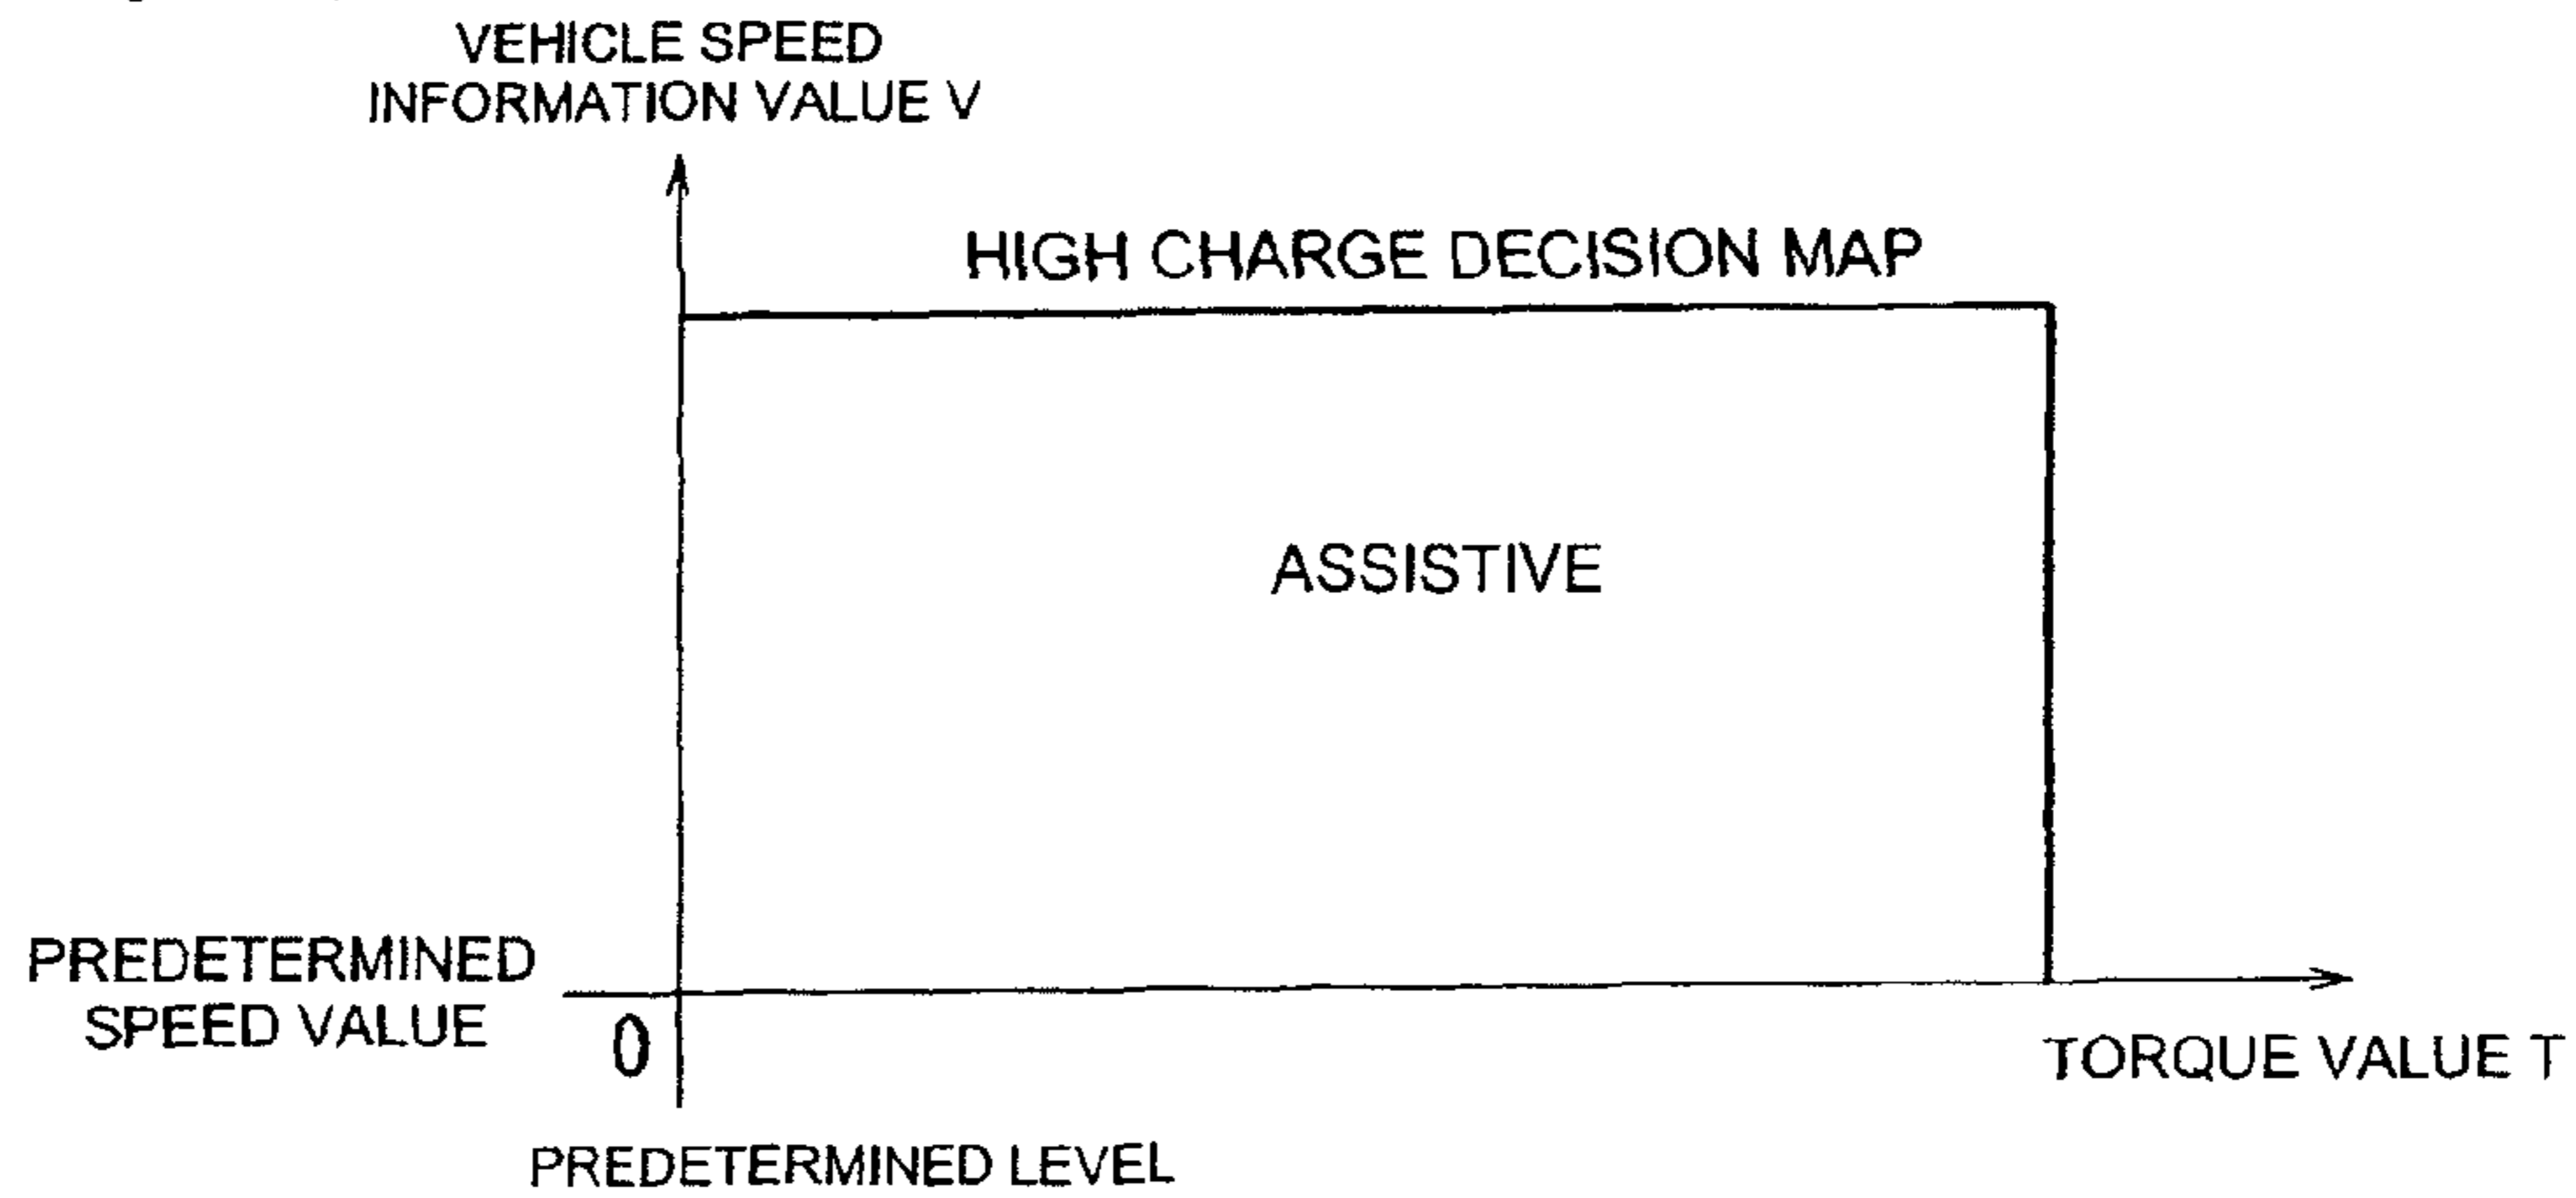 VEHICLE SPEED
INFORMATION VALUE V
HIGH CHARGE DECISION MAP
ASSISTIVE
PREDETERMINED
SPEED VALUE
0
TORQUE VALUE T
PREDETERMINED LEVEL